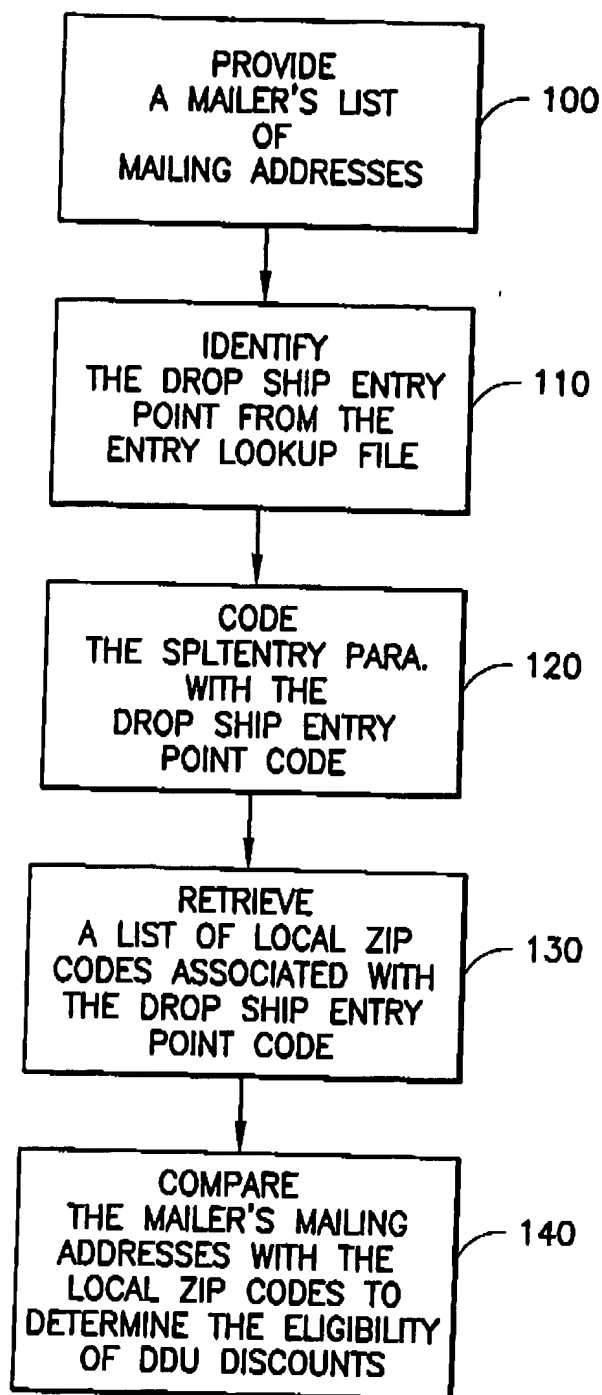 PROVIDE
A MAILER'S LIST
OF
MAILING ADDRESSES
100
IDENTIFY
THE DROP SHIP ENTRY
POINT FROM THE
ENTRY LOOKUP FILE
110
CODE
THE SPLTENTRY PARA.
WITH THE
DROP SHIP ENTRY
POINT CODE
120
RETRIEVE
A LIST OF LOCAL ZIP
CODES ASSOCIATED WITH
THE DROP SHIP ENTRY
POINT CODE
130
COMPARE
THE MAILER'S MAILING
ADDRESSES WITH THE
LOCAL ZIP CODES TO
DETERMINE THE ELIGIBILITY
OF DDU DISCOUNTS
140